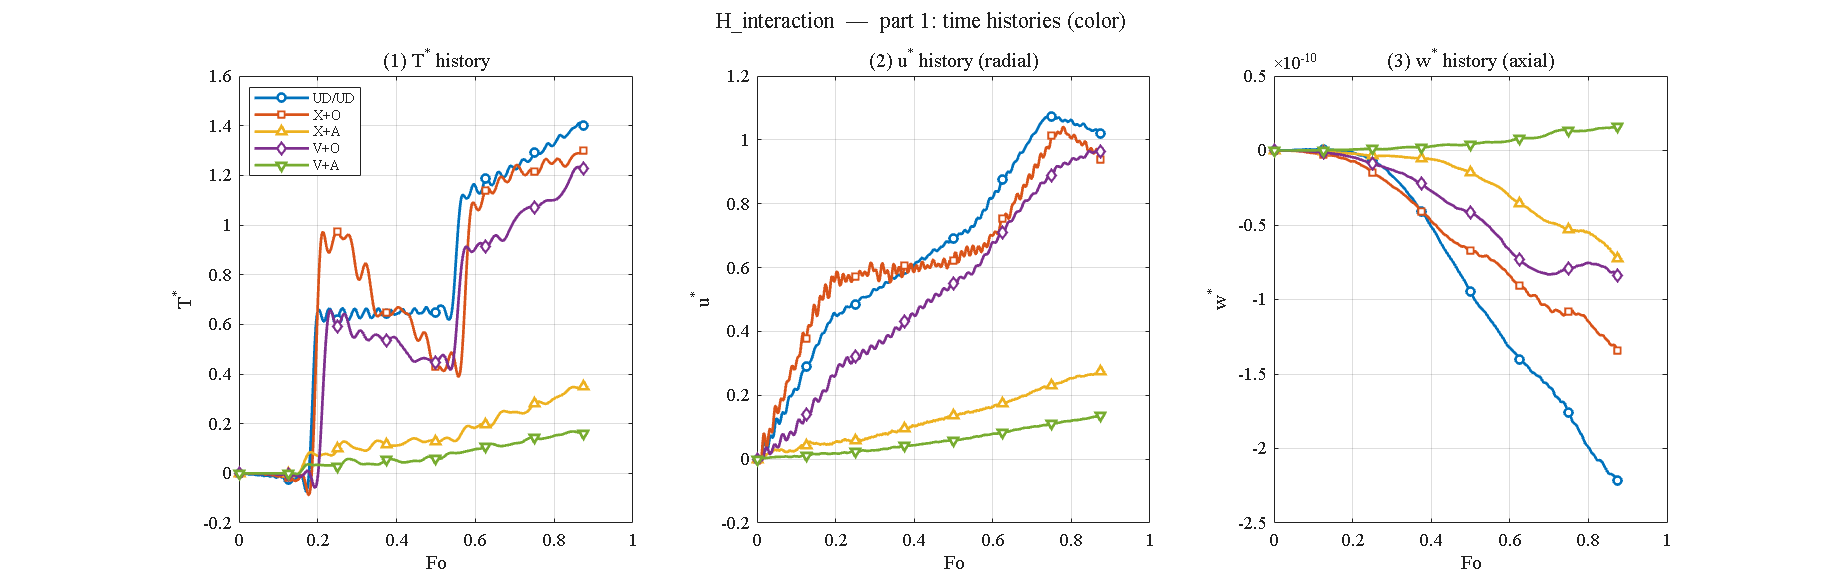 H_interaction — part 1: time histories (color)
(1) T* history
1.6
1.4
1.2
1
0.8
0.6
0.4
0.2
0
-0.2
T*
0 0.2 0.4 0.6 0.8 1
Fo
UD/UD
X+O
X+A
V+O
V+A
(2) u* history (radial)
1.2
1
0.8
0.6
0.4
0.2
0
-0.2
u*
0 0.2 0.4 0.6 0.8 1
Fo
×10⁻¹⁰
(3) w* history (axial)
0.5
0
-0.5
-1
-1.5
-2
-2.5
w*
0 0.2 0.4 0.6 0.8 1
Fo